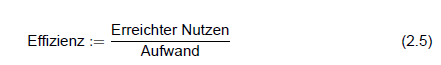 Effizienz := Erreichter Nutzen
Aufwand
(2.5)